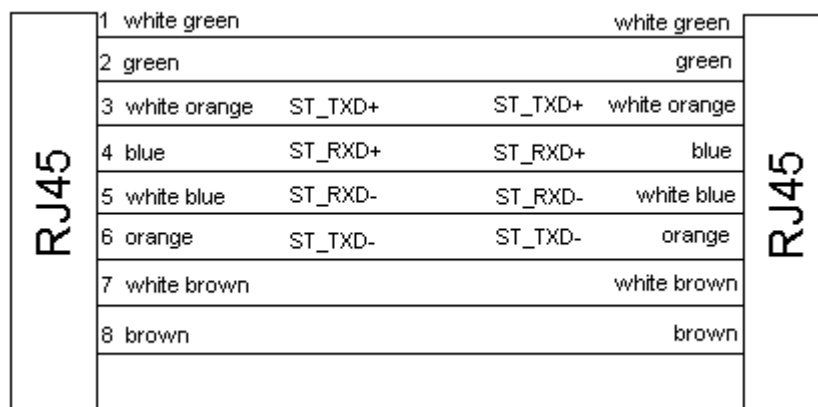 1 white green white green
2 green green
3 white orange ST_TXD+ ST_TXD+ white orange
4 blue ST_RXD+ ST_RXD+ blue
5 white blue ST_RXD- ST_RXD- white blue
6 orange ST_TXD- ST_TXD- orange
7 white brown white brown
8 brown brown
RJ45
RJ45